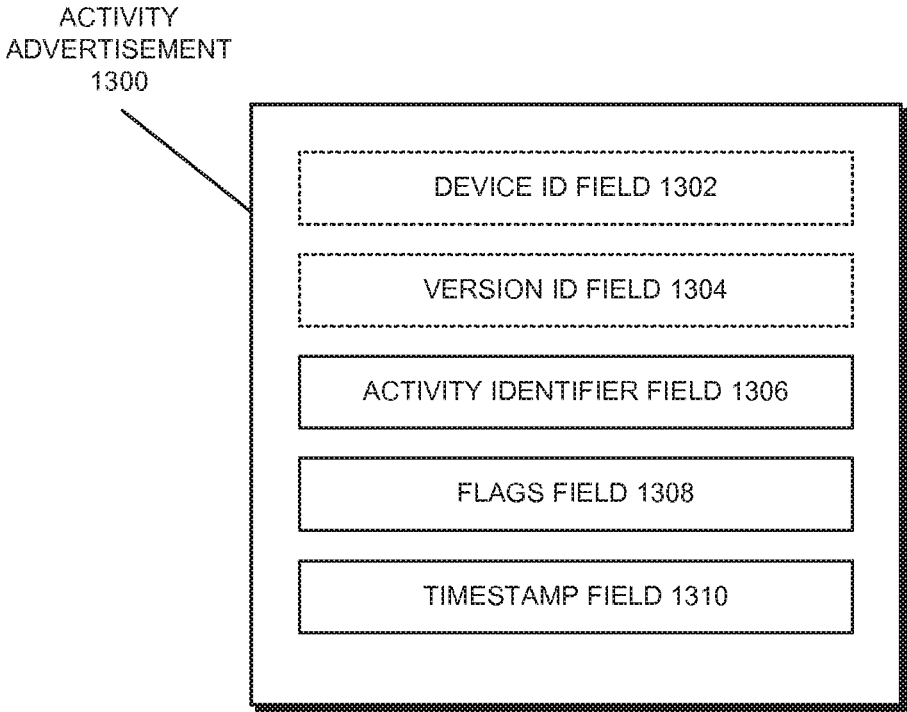 ACTIVITY
ADVERTISEMENT
1300
DEVICE ID FIELD 1302
VERSION ID FIELD 1304
ACTIVITY IDENTIFIER FIELD 1306
FLAGS FIELD 1308
TIMESTAMP FIELD 1310